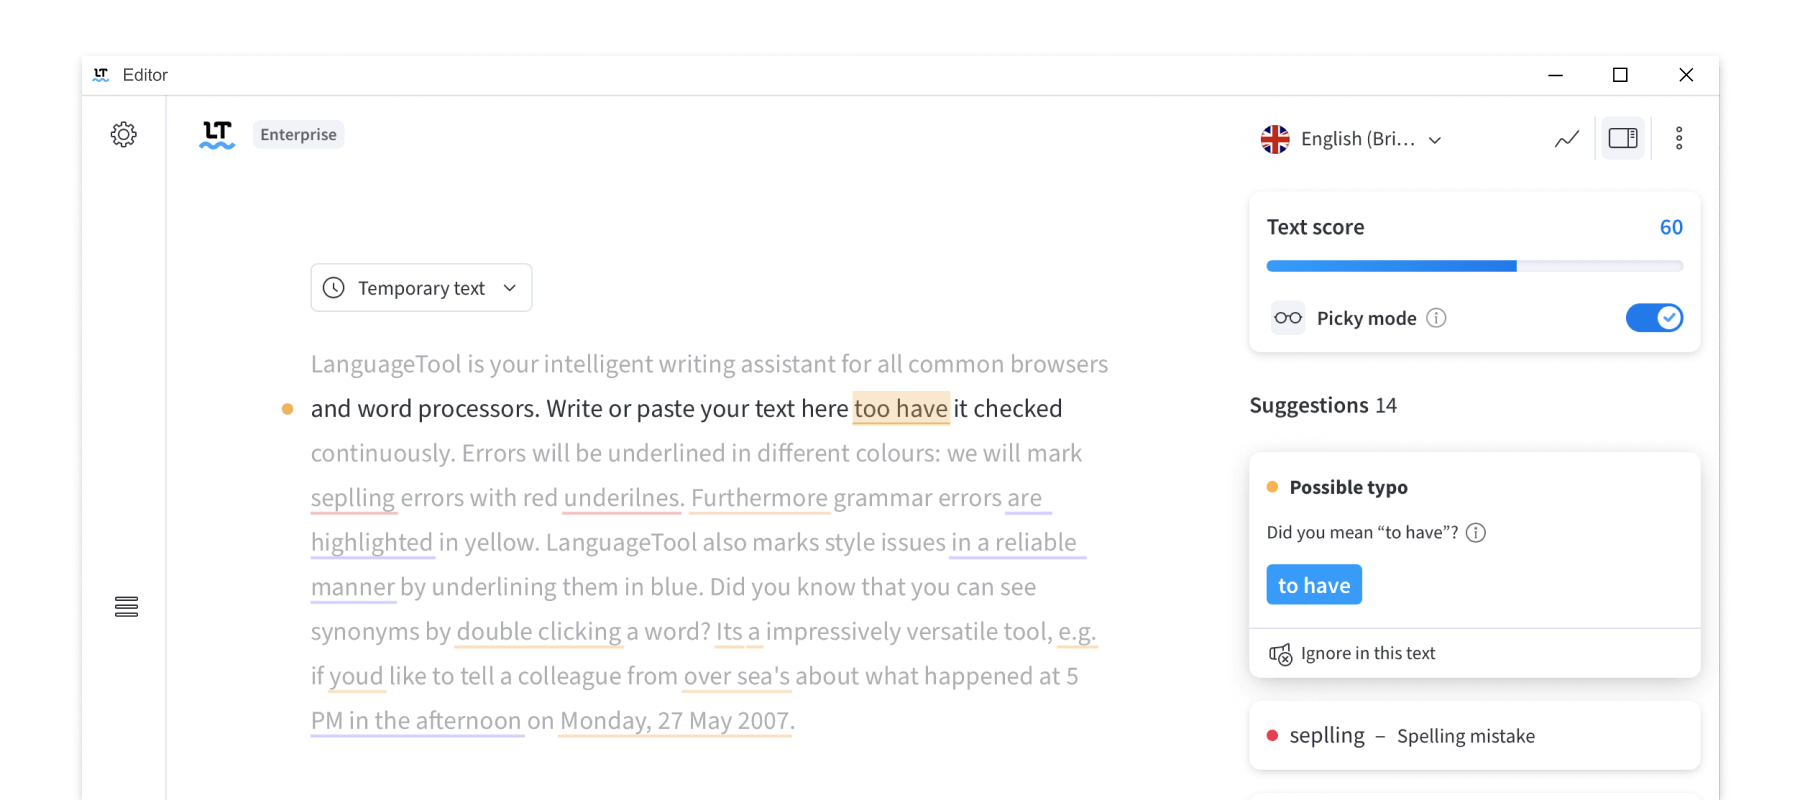 LT Editor
LT Enterprise
English (Bri...
Temporary text
LanguageTool is your intelligent writing assistant for all common browsers
and word processors. Write or paste your text here too have it checked
continuously. Errors will be underlined in different colours: we will mark
seplling errors with red underilnes. Furthermore grammar errors are
highlighted in yellow. LanguageTool also marks style issues in a reliable
manner by underlining them in blue. Did you know that you can see
synonyms by double clicking a word? Its a impressively versatile tool, e.g.
if youd like to tell a colleague from over sea's about what happened at 5
PM in the afternoon on Monday, 27 May 2007.
Text score 60
Picky mode
Suggestions 14
Possible typo
Did you mean “to have”?
to have
Ignore in this text
seplling – Spelling mistake